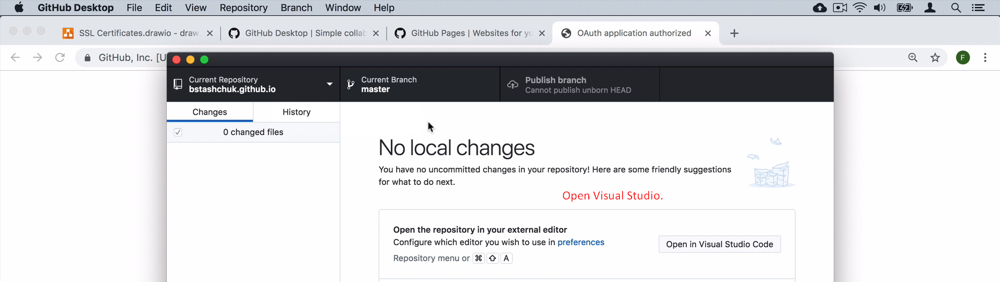 GitHub Desktop File Edit View Repository Branch Window Help
SSL Certificates.drawio - draw. GitHub Desktop | Simple collab GitHub Pages | Websites for yo OAuth application authorized
GitHub, Inc. [U F
Current Repository
bstashchuk.github.io
Current Branch
master
Publish branch
Cannot publish unborn HEAD
Changes History
0 changed files
No local changes
You have no uncommitted changes in your repository! Here are some friendly suggestions
for what to do next.
Open Visual Studio.
Open the repository in your external editor
Configure which editor you wish to use in preferences
Repository menu or ⌘ ⇧ A
Open in Visual Studio Code